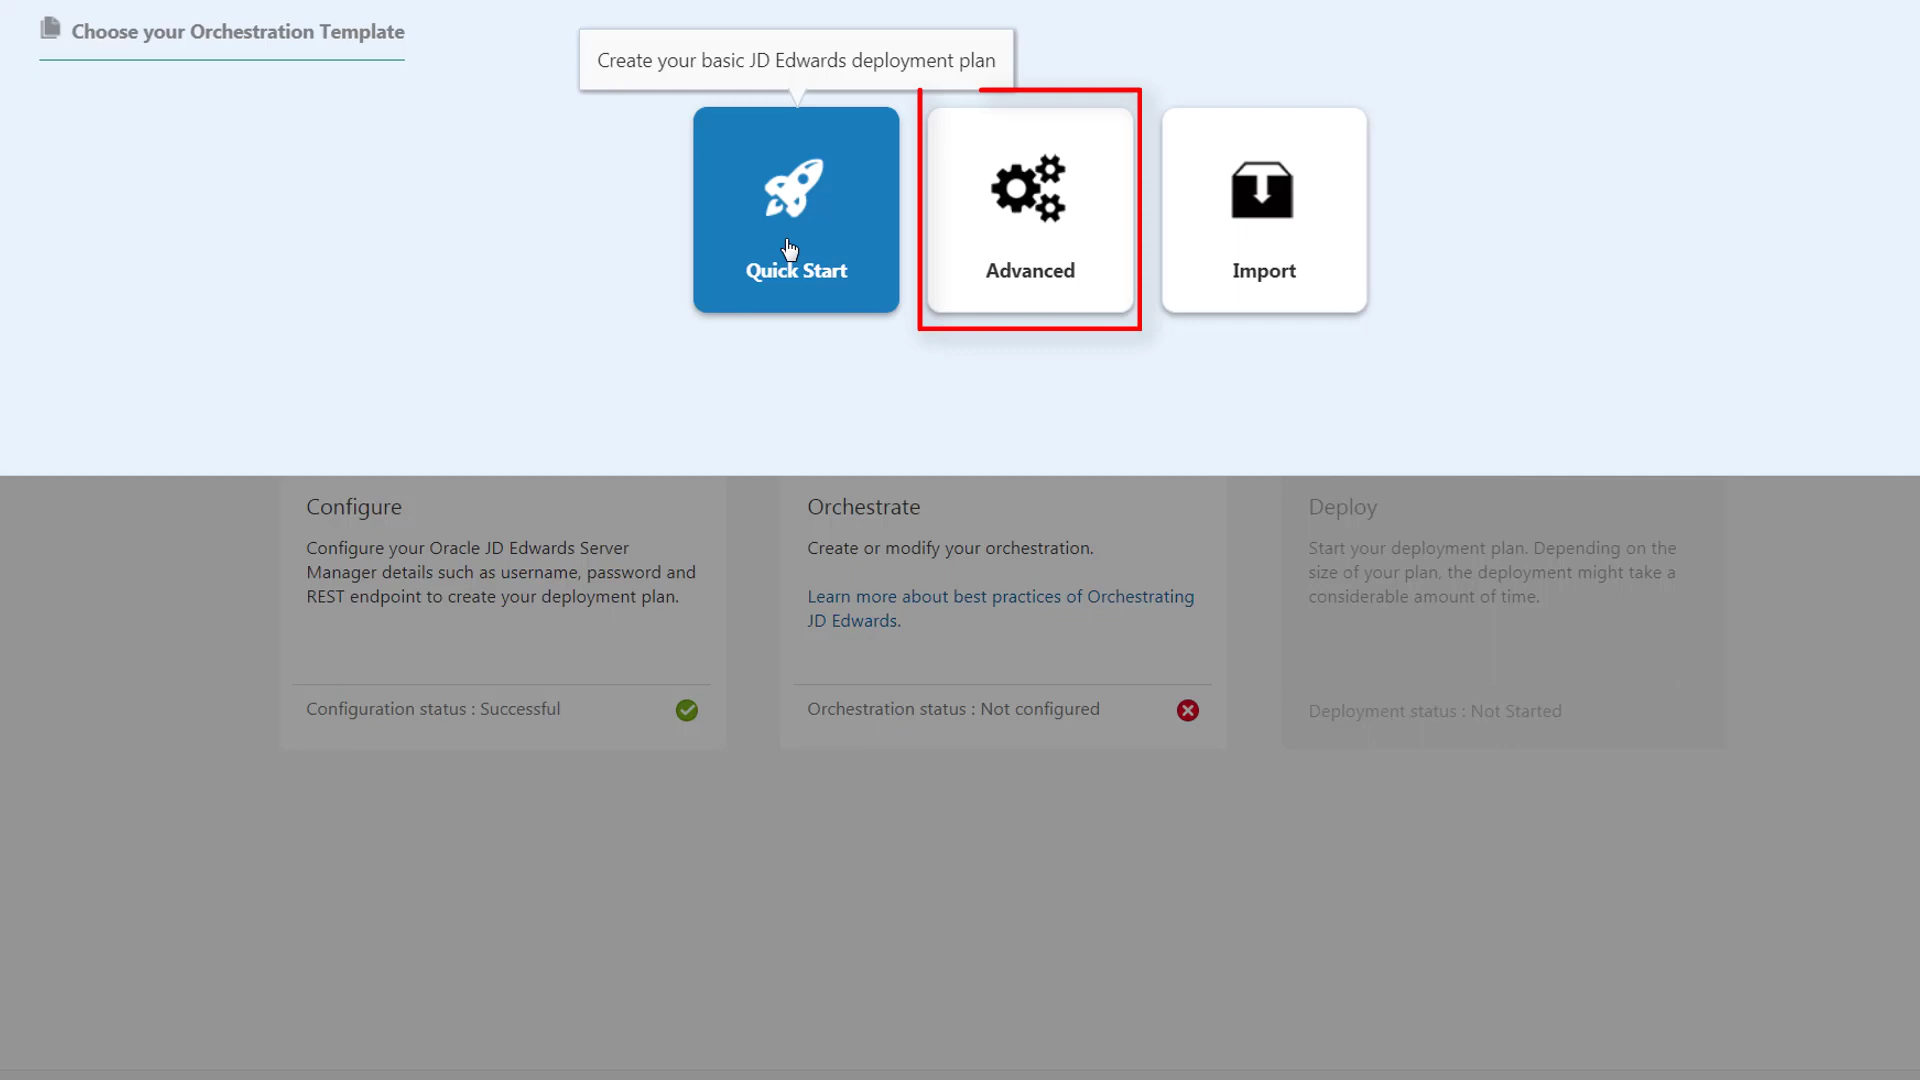 Choose your Orchestration Template
Create your basic JD Edwards deployment plan
Quick Start
Advanced
Import
Configure
Configure your Oracle JD Edwards Server
Manager details such as username, password and
REST endpoint to create your deployment plan.
Configuration status : Successful
Orchestrate
Create or modify your orchestration.
Learn more about best practices of Orchestrating
JD Edwards.
Orchestration status : Not configured
Deploy
Start your deployment plan. Depending on the
size of your plan, the deployment might take a
considerable amount of time.
Deployment status : Not Started